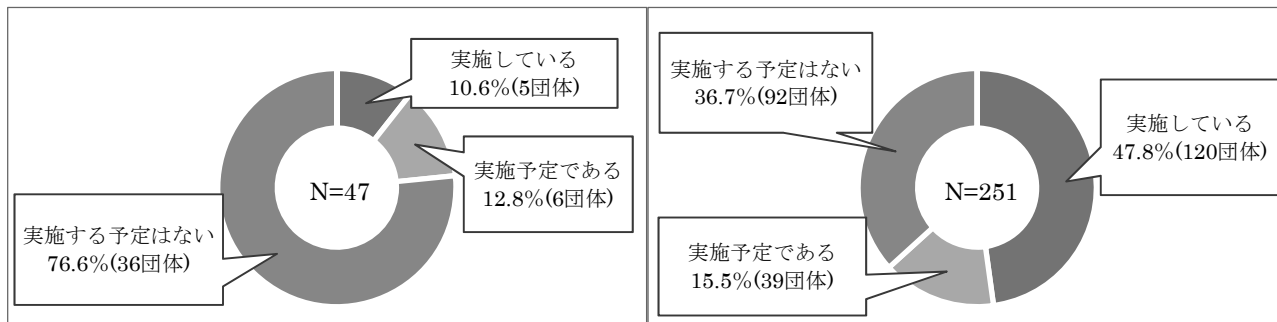 実施している
10.6%(5団体)
実施予定である
12.8%(6団体)
N=47
実施する予定はない
76.6%(36団体)
実施する予定はない
36.7%(92団体)
実施している
47.8%(120団体)
N=251
実施予定である
15.5%(39団体)